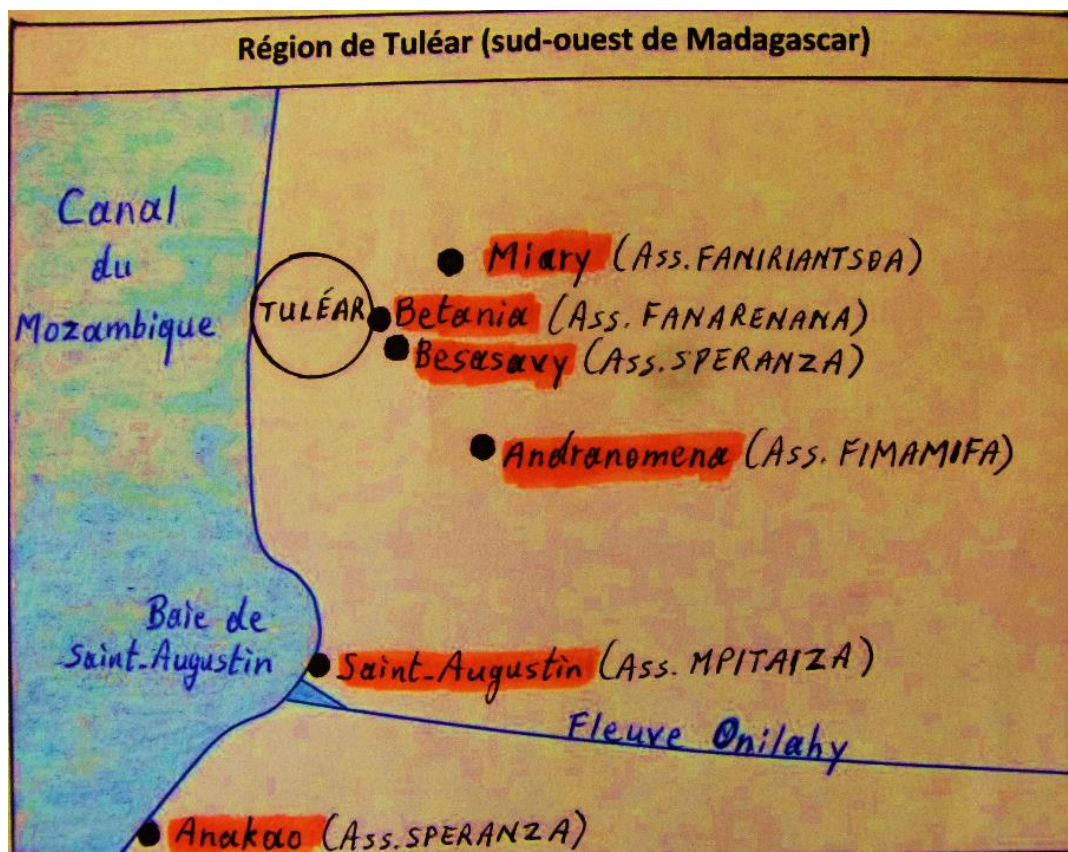 Région de Tuléar (sud-ouest de Madagascar)
Canal
du
Mozambique
TULÉAR
Miary (Ass. FANIRIANTSOA)
Betania (Ass. FANARENANA)
Besasavy (Ass. SPERANZA)
Andranomena (Ass. FIMAMIFA)
Baie de
Saint-Augustin
Saint-Augustin (Ass. MPITAIZA)
Fleuve Onilahy
Anakao (Ass. SPERANZA)